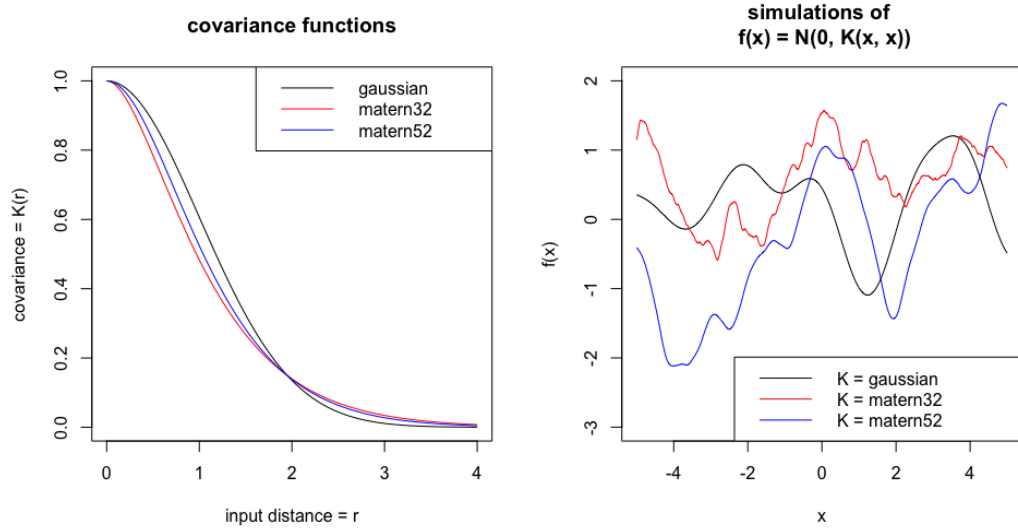 covariance functions
gaussian
matern32
matern52
covariance = K(r)
0.0 0.2 0.4 0.6 0.8 1.0
0 1 2 3 4
input distance = r
simulations of
f(x) = N(0, K(x, x))
f(x)
-3 -2 -1 0 1 2
K = gaussian
K = matern32
K = matern52
-4 -2 0 2 4
x